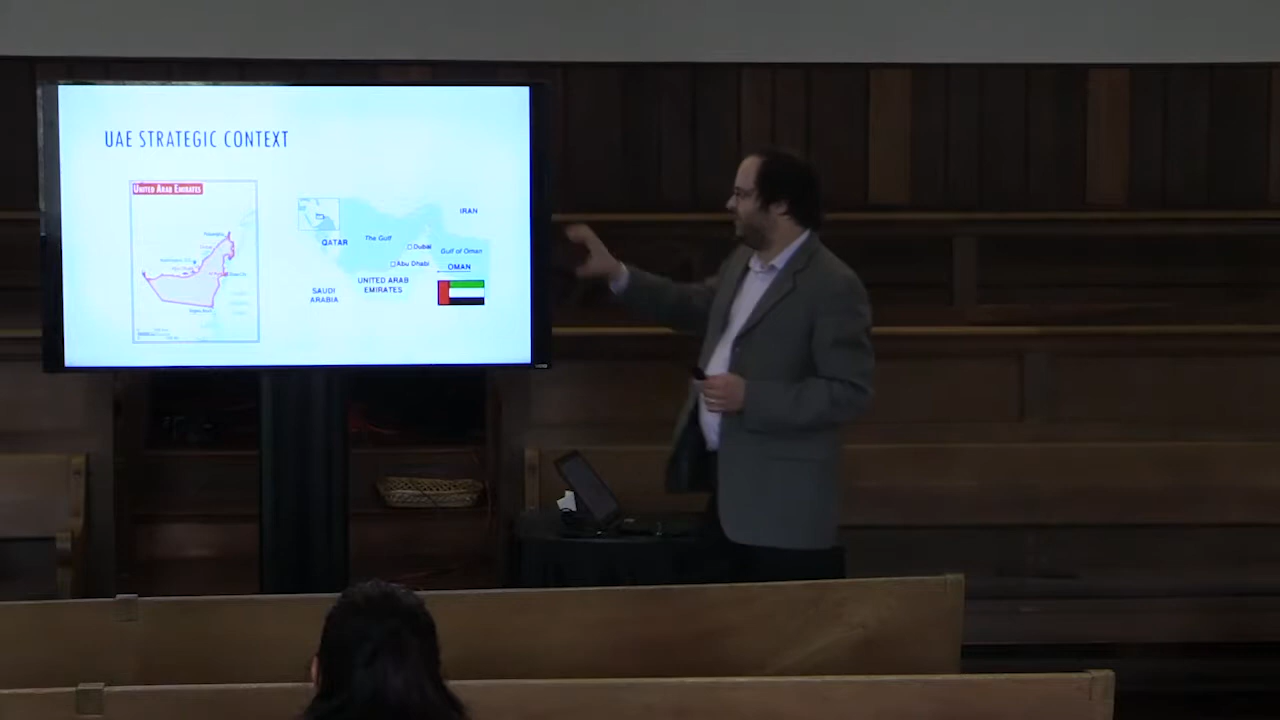 UAE STRATEGIC CONTEXT
UNITED ARAB EMIRATES
IRAN
QATAR
The Gulf
Dubai
Gulf of Oman
Abu Dhabi
OMAN
UNITED ARAB
EMIRATES
SAUDI
ARABIA